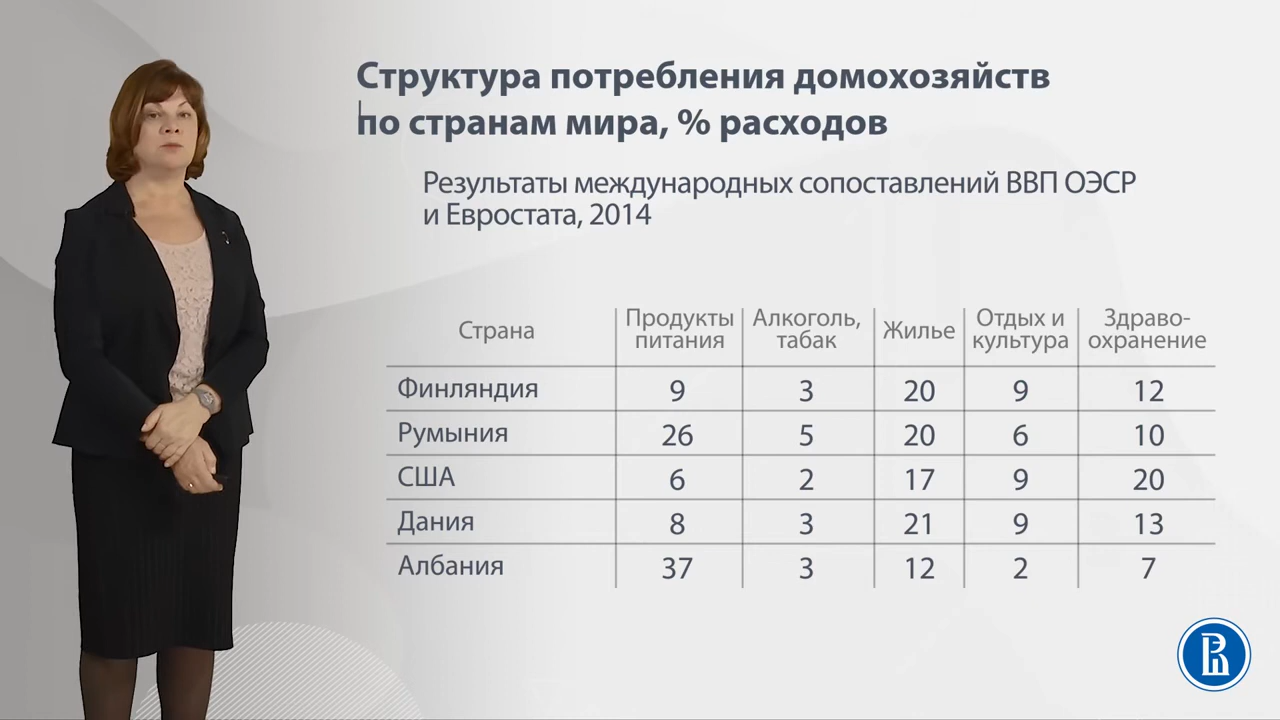 Структура потребления домохозяйств
по странам мира, % расходов
Результаты международных сопоставлений ВВП ОЭСР
и Евростата, 2014
Страна | Продукты питания | Алкоголь, табак | Жилье | Отдых и культура | Здраво-охранение
Финляндия 9 3 20 9 12
Румыния 26 5 20 6 10
США 6 2 17 9 20
Дания 8 3 21 9 13
Албания 37 3 12 2 7